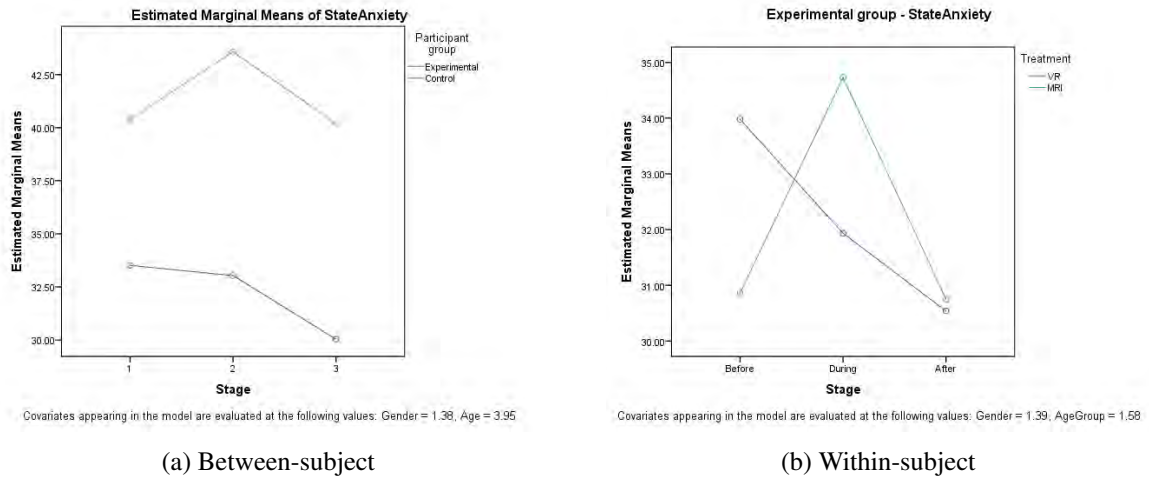 Estimated Marginal Means of StateAnxiety
Estimated Marginal Means
42.50
40.00
37.50
35.00
32.50
30.00
1 2 3
Stage
Participant
group
Experimental
Control
Covariates appearing in the model are evaluated at the following values: Gender = 1.38, Age = 3.95
(a) Between-subject
Experimental group - StateAnxiety
Estimated Marginal Means
35.00
34.00
33.00
32.00
31.00
30.00
Before During After
Stage
Treatment
VR
MRI
Covariates appearing in the model are evaluated at the following values: Gender = 1.39, AgeGroup = 1.58
(b) Within-subject